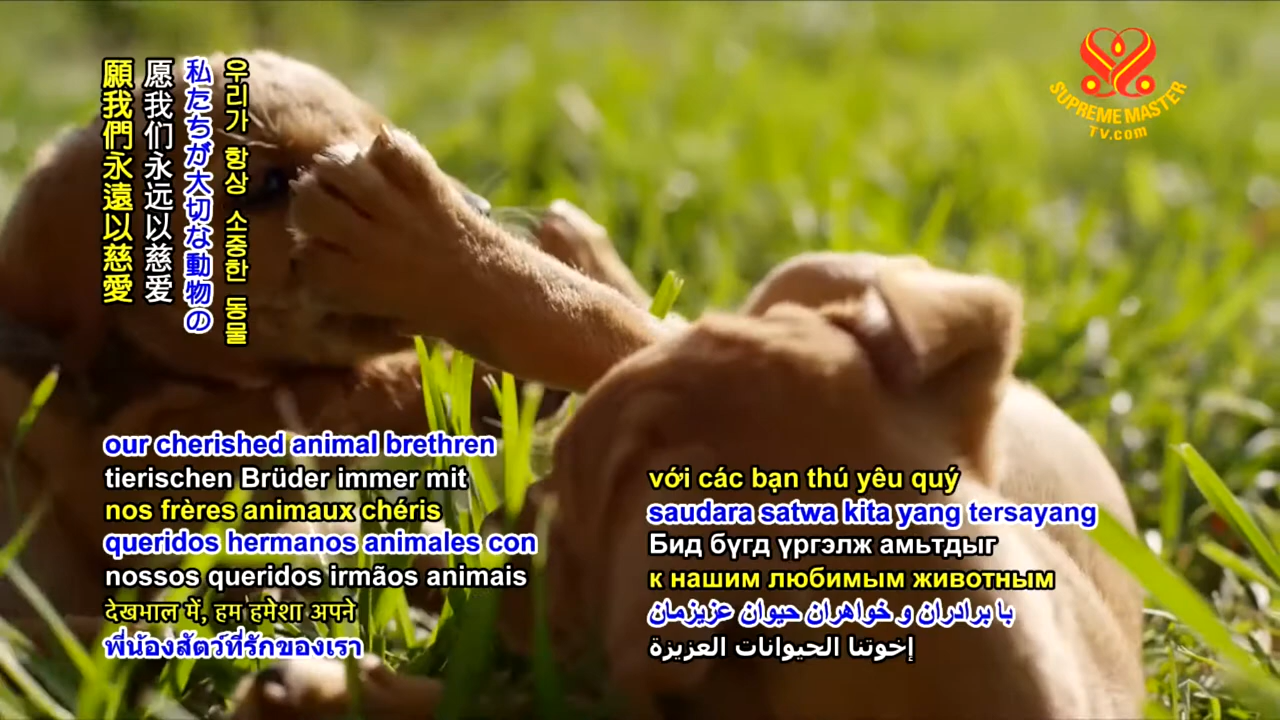 願我們永遠以慈愛
愿我们永远以慈爱
私たちが大切な動物の
우리가 항상 소중한 동물
SUPREME MASTER
TV.com
our cherished animal brethren
tierischen Brüder immer mit
nos frères animaux chéris
queridos hermanos animales con
nossos queridos irmãos animais
देखभाल में, हम हमेशा अपने
พี่น้องสัตว์ที่รักของเรา
với các bạn thú yêu quý
saudara satwa kita yang tersayang
Бид бүгд үргэлж амьтдыг
к нашим любимым животным
با برادران و خواهران حیوان عزیزمان
إخوتنا الحيوانات العزيزة